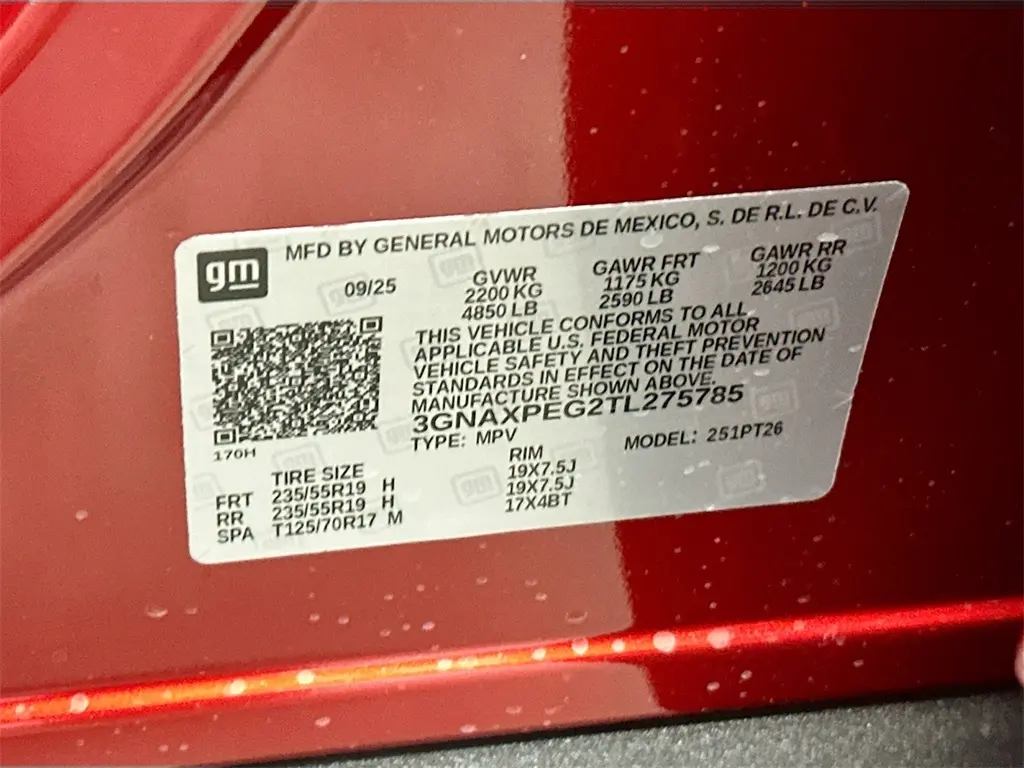 gm
MFD BY GENERAL MOTORS DE MEXICO, S. DE R.L. DE C.V.
09/25
GVWR
2200 KG
4850 LB
GAWR FRT
1175 KG
2590 LB
GAWR RR
1200 KG
2645 LB
THIS VEHICLE CONFORMS TO ALL
APPLICABLE U.S. FEDERAL MOTOR
VEHICLE SAFETY AND THEFT PREVENTION
STANDARDS IN EFFECT ON THE DATE OF
MANUFACTURE SHOWN ABOVE.
3GNAXPEG2TL275785
TYPE: MPV
MODEL: 251PT26
170H
TIRE SIZE RIM
FRT 235/55R19 H 19X7.5J
RR 235/55R19 H 19X7.5J
SPA T125/70R17 M 17X4BT